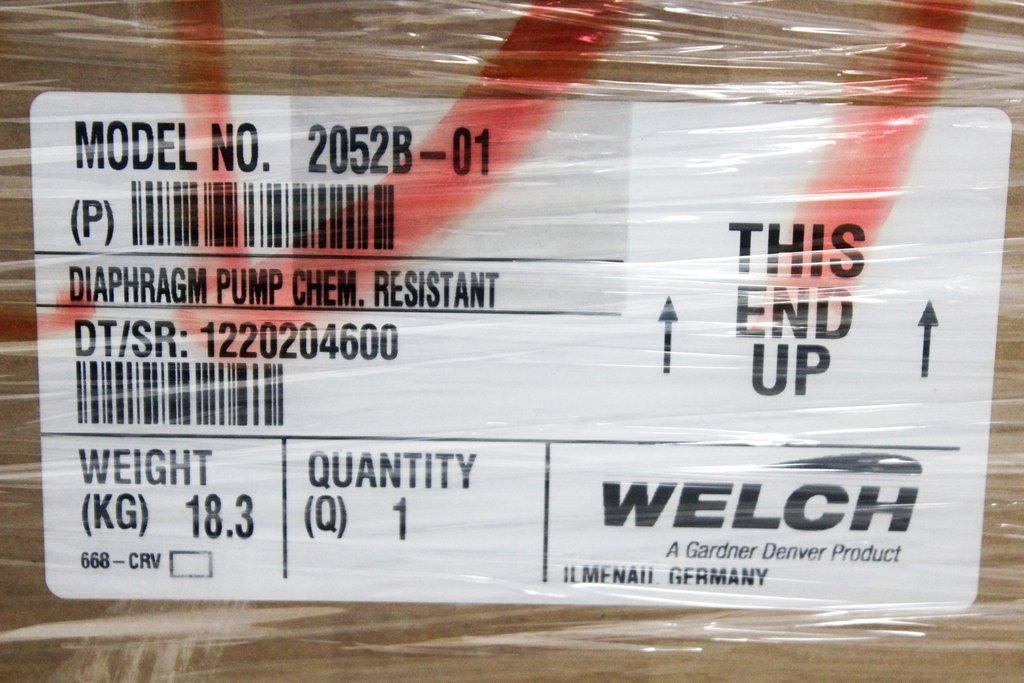 MODEL NO. 2052B-01
(P)
DIAPHRAGM PUMP CHEM. RESISTANT
DT/SR: 1220204600
THIS
END
UP
WEIGHT
(KG) 18.3
668-CRV
QUANTITY
(Q) 1
WELCH
A Gardner Denver Product
ILMENAU, GERMANY